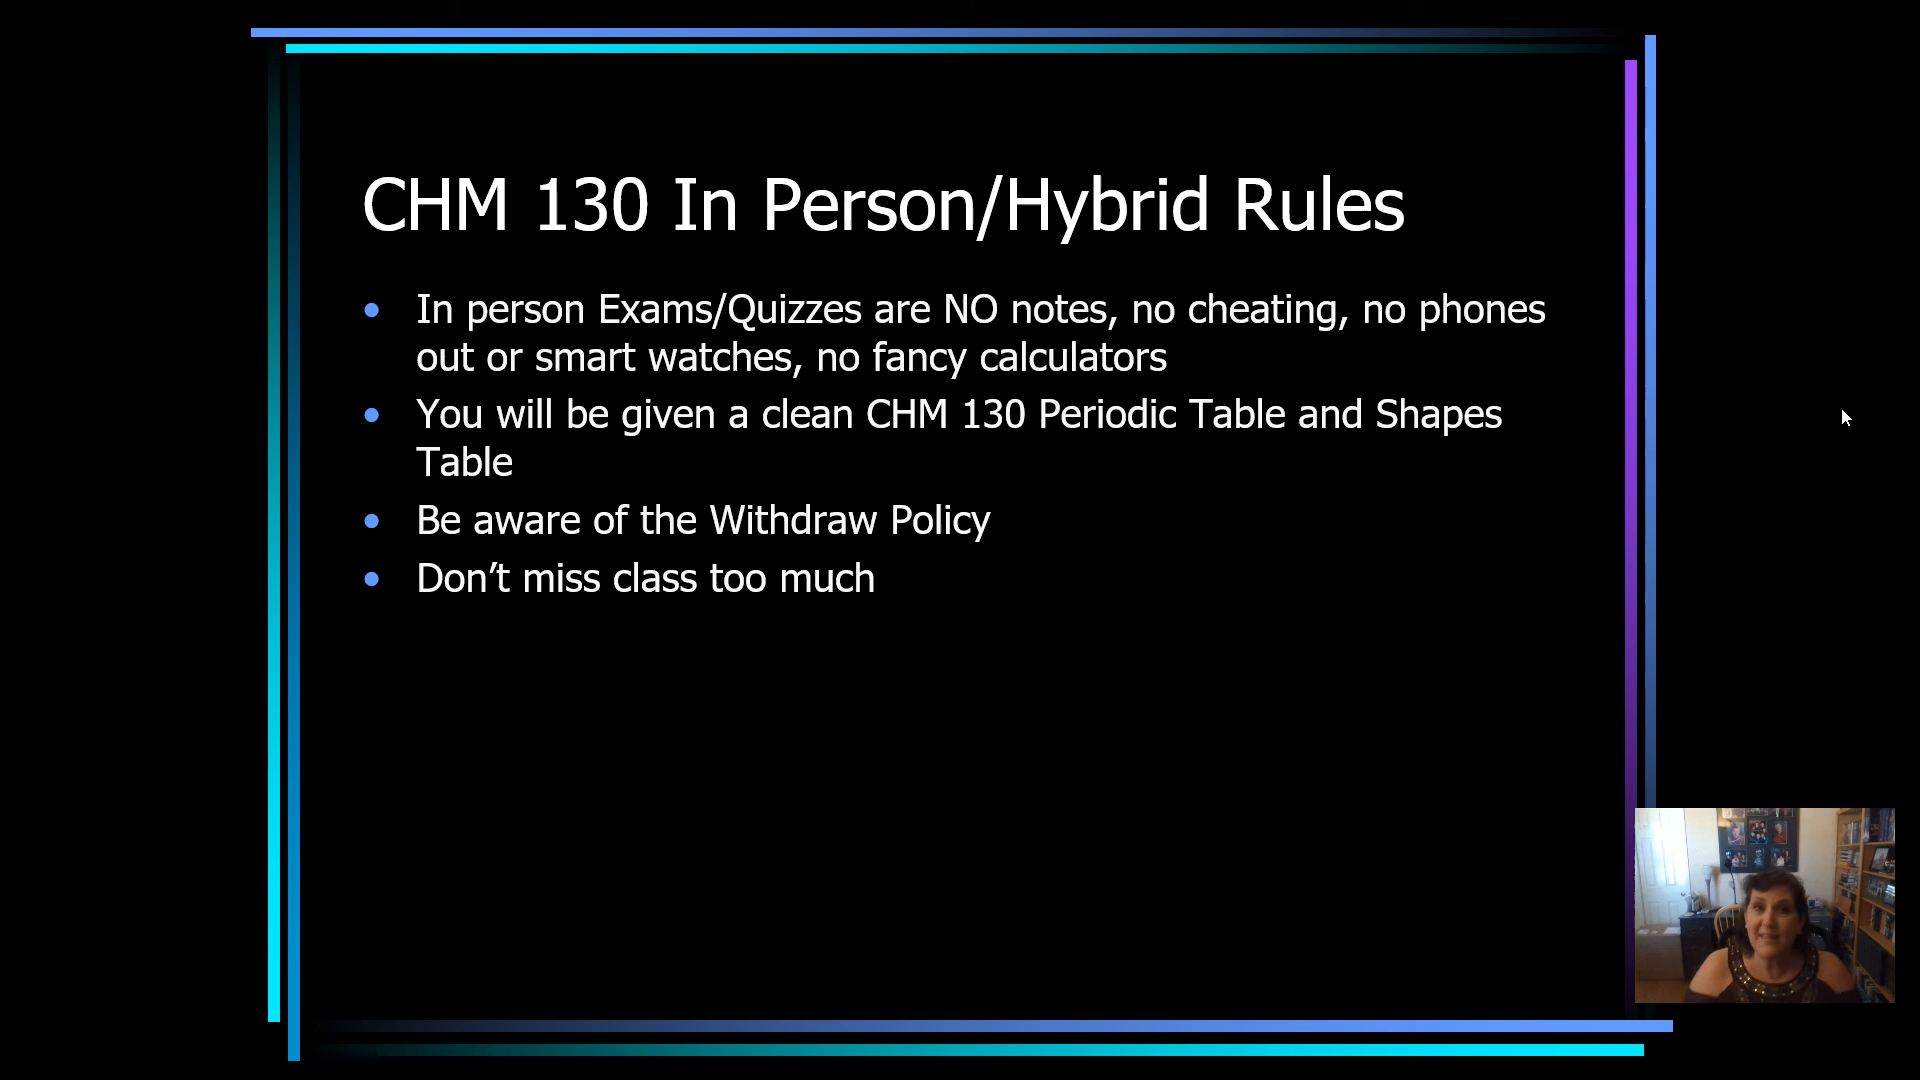 CHM 130 In Person/Hybrid Rules
• In person Exams/Quizzes are NO notes, no cheating, no phones
out or smart watches, no fancy calculators
• You will be given a clean CHM 130 Periodic Table and Shapes
Table
• Be aware of the Withdraw Policy
• Don’t miss class too much